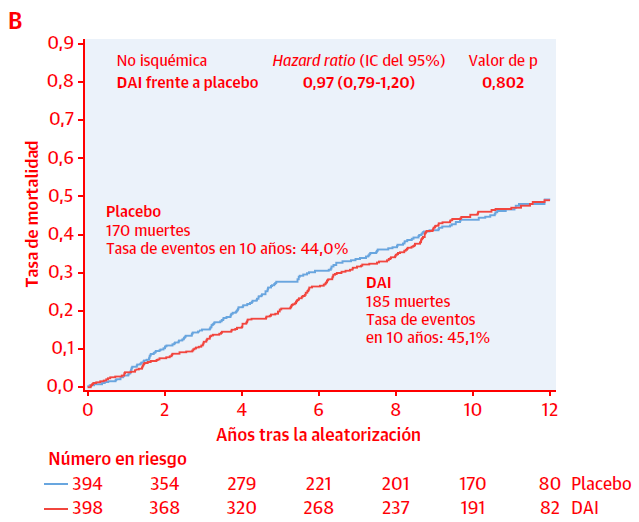 B
0,9
No isquémica Hazard ratio (IC del 95%) Valor de p
0,8
DAI frente a placebo 0,97 (0,79-1,20) 0,802
0,7
0,6
Tasa de mortalidad
0,5
Placebo
170 muertes
0,4
Tasa de eventos en 10 años: 44,0%
0,3
DAI
185 muertes
0,2
Tasa de eventos
en 10 años: 45,1%
0,1
0,0
0 2 4 6 8 10 12
Años tras la aleatorización
Número en riesgo
394 354 279 221 201 170 80 Placebo
398 368 320 268 237 191 82 DAI